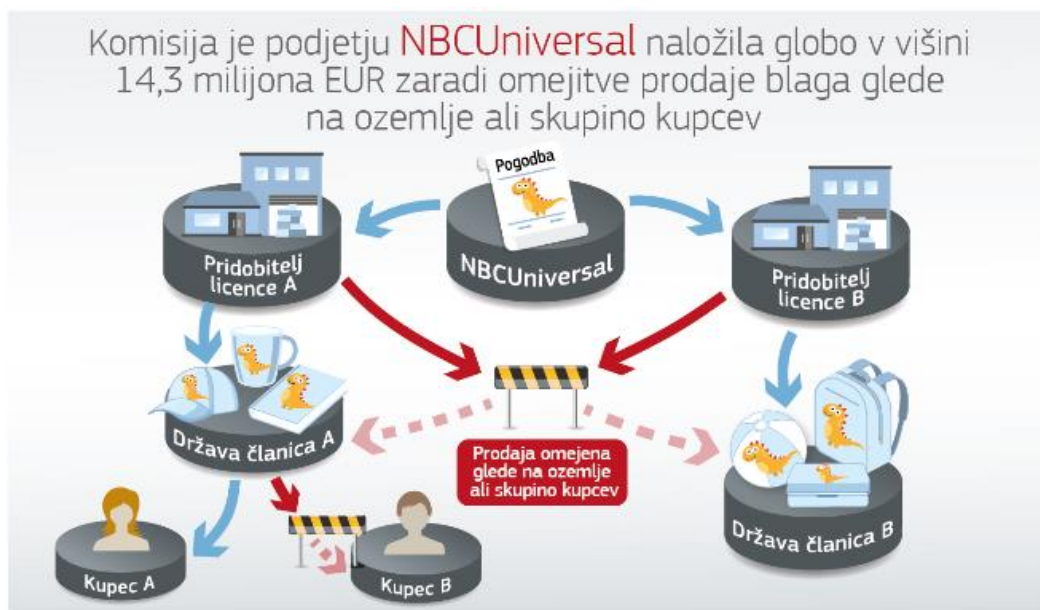 Komisija je podjetju NBCUniversal naložila globo v višini
14,3 milijona EUR zaradi omejitve prodaje blaga glede
na ozemlje ali skupino kupcev
Pogodba
NBCUniversal
Pridobitelj
licence A
Pridobitelj
licence B
Država članica A
Prodaja omejena
glede na ozemlje
ali skupino kupcev
Država članica B
Kupec A
Kupec B